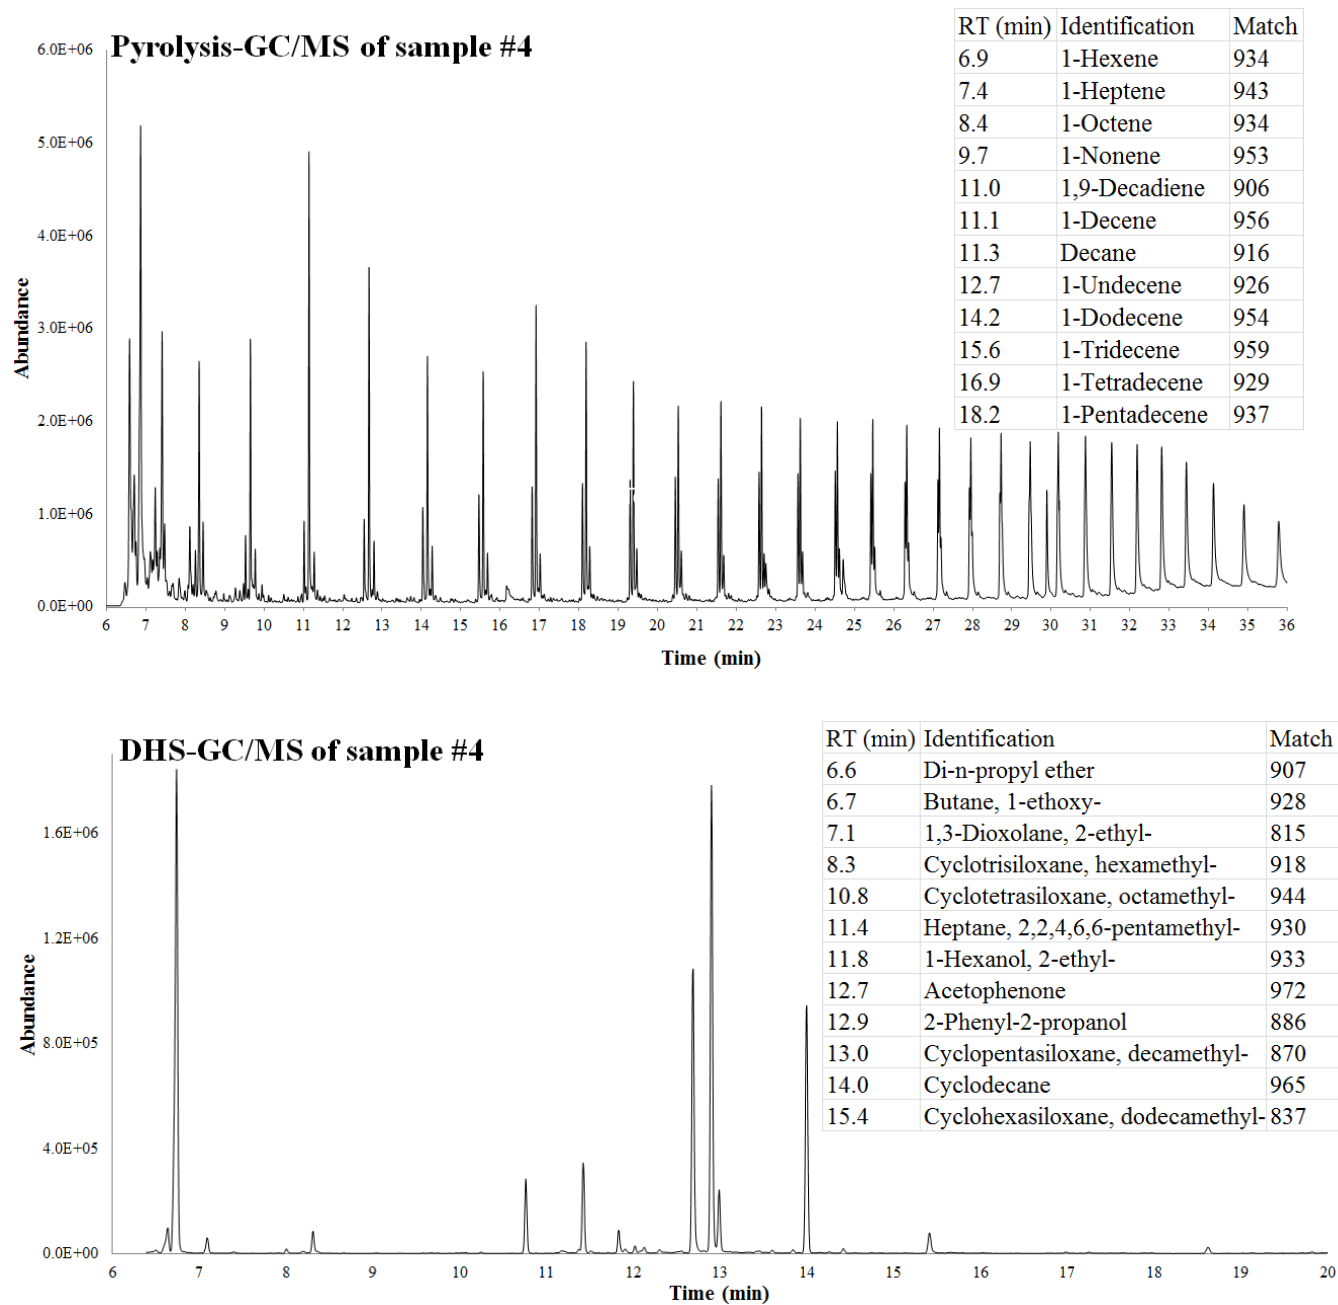 Pyrolysis-GC/MS of sample #4
RT (min) Identification Match
6.9 1-Hexene 934
7.4 1-Heptene 943
8.4 1-Octene 934
9.7 1-Nonene 953
11.0 1,9-Decadiene 906
11.1 1-Decene 956
11.3 Decane 916
12.7 1-Undecene 926
14.2 1-Dodecene 954
15.6 1-Tridecene 959
16.9 1-Tetradecene 929
18.2 1-Pentadecene 937
6.0E+06
5.0E+06
4.0E+06
3.0E+06
2.0E+06
1.0E+06
0.0E+00
Abundance
6 7 8 9 10 11 12 13 14 15 16 17 18 19 20 21 22 23 24 25 26 27 28 29 30 31 32 33 34 35 36
Time (min)
DHS-GC/MS of sample #4
RT (min) Identification Match
6.6 Di-n-propyl ether 907
6.7 Butane, 1-ethoxy- 928
7.1 1,3-Dioxolane, 2-ethyl- 815
8.3 Cyclotrisiloxane, hexamethyl- 918
10.8 Cyclotetrasiloxane, octamethyl- 944
11.4 Heptane, 2,2,4,6,6-pentamethyl- 930
11.8 1-Hexanol, 2-ethyl- 933
12.7 Acetophenone 972
12.9 2-Phenyl-2-propanol 886
13.0 Cyclopentasiloxane, decamethyl- 870
14.0 Cyclodecane 965
15.4 Cyclohexasiloxane, dodecamethyl- 837
1.6E+06
1.2E+06
8.0E+05
4.0E+05
0.0E+00
Abundance
6 7 8 9 10 11 12 13 14 15 16 17 18 19 20
Time (min)